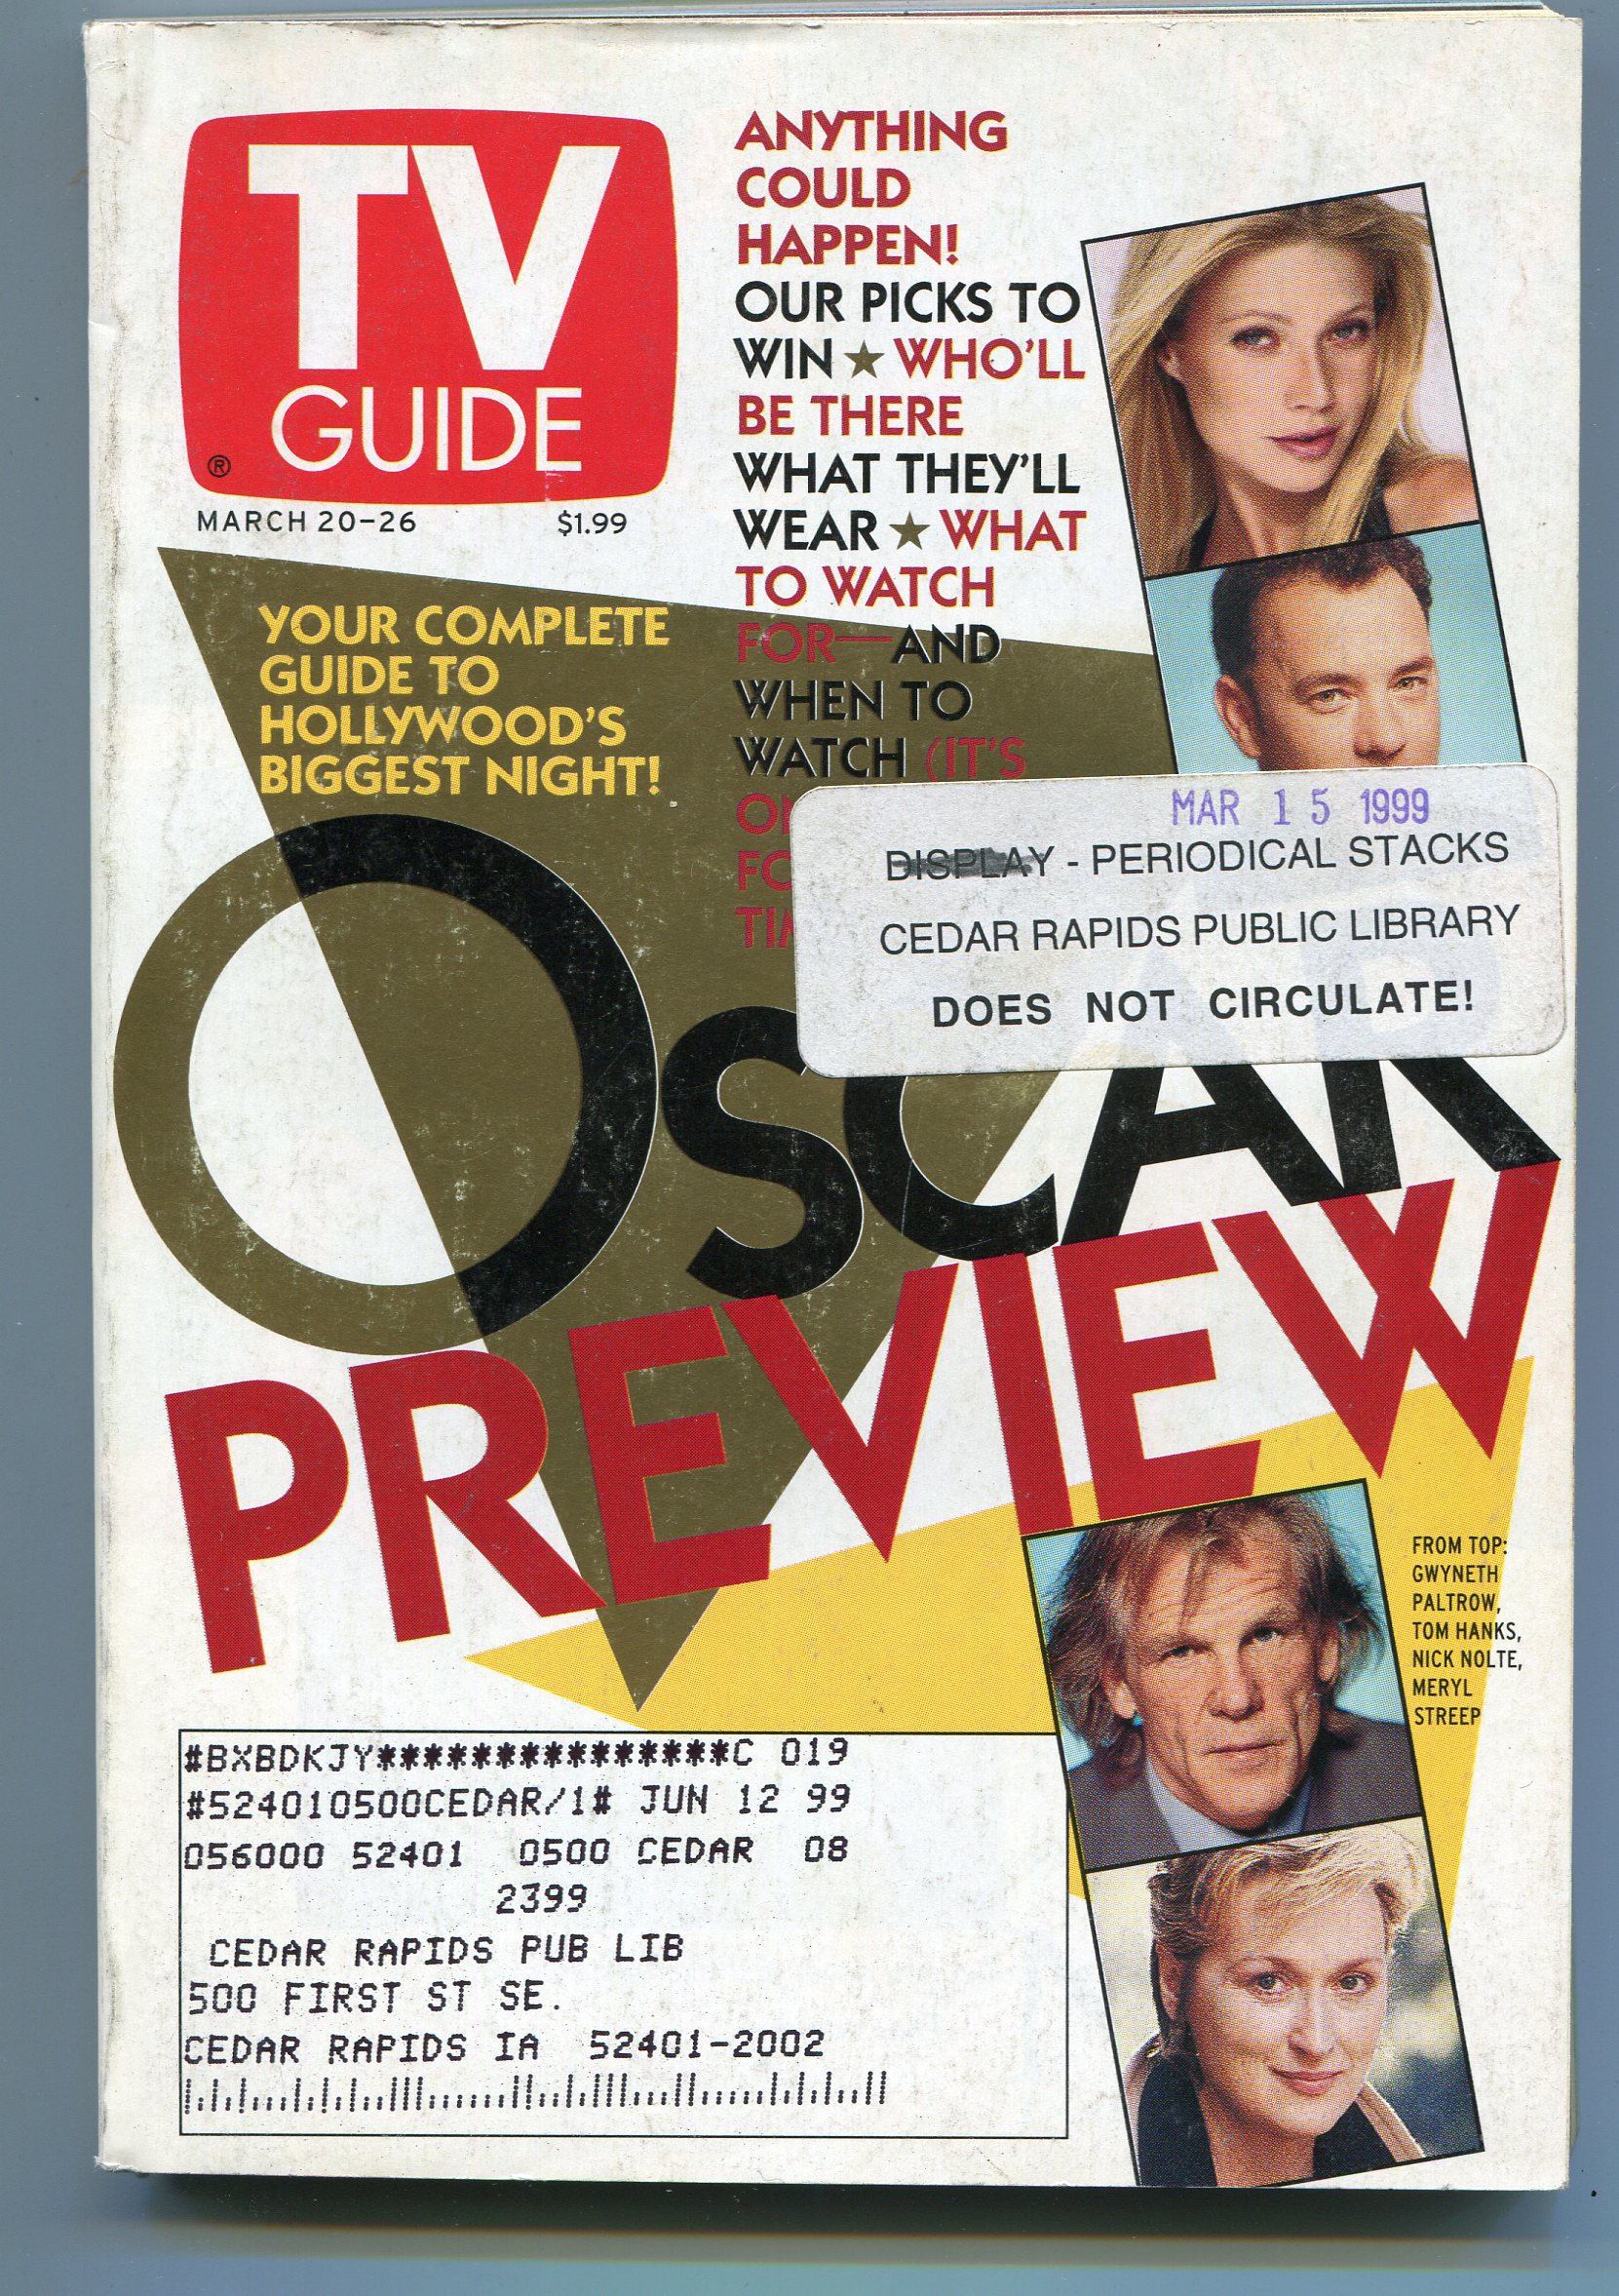 TV
GUIDE
®
MARCH 20-26 $1.99
ANYTHING
COULD
HAPPEN!
OUR PICKS TO
WIN ★ WHO'LL
BE THERE
WHAT THEY'LL
WEAR ★ WHAT
TO WATCH
FOR—AND
WHEN TO
WATCH (IT'S
YOUR COMPLETE
GUIDE TO
HOLLYWOOD'S
BIGGEST NIGHT!
MAR 15 1999
DISPLAY - PERIODICAL STACKS
CEDAR RAPIDS PUBLIC LIBRARY
DOES NOT CIRCULATE!
OSCAR
PREVIEW
FROM TOP:
GWYNETH
PALTROW,
TOM HANKS,
NICK NOLTE,
MERYL
STREEP
#BXBDKJY***************C 019
#524010500CEDAR/1# JUN 12 99
056000 52401 0500 CEDAR 08
2399
CEDAR RAPIDS PUB LIB
500 FIRST ST SE.
CEDAR RAPIDS IA 52401-2002